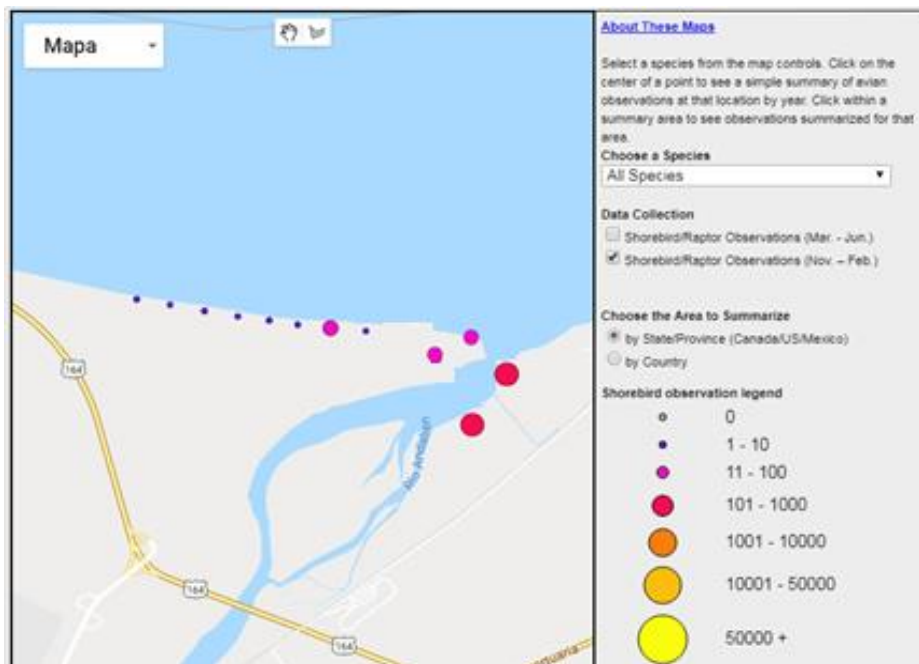 Mapa
164
Río Andalién
164
164
About These Maps
Select a species from the map controls. Click on the
center of a point to see a simple summary of avian
observations at that location by year. Click within a
summary area to see observations summarized for that
area.
Choose a Species
All Species
Data Collection
Shorebird/Raptor Observations (Mar. - Jun.)
Shorebird/Raptor Observations (Nov. – Feb.)
Choose the Area to Summarize
by State/Province (Canada/US/Mexico)
by Country
Shorebird observation legend
0
1 - 10
11 - 100
101 - 1000
1001 - 10000
10001 - 50000
50000 +